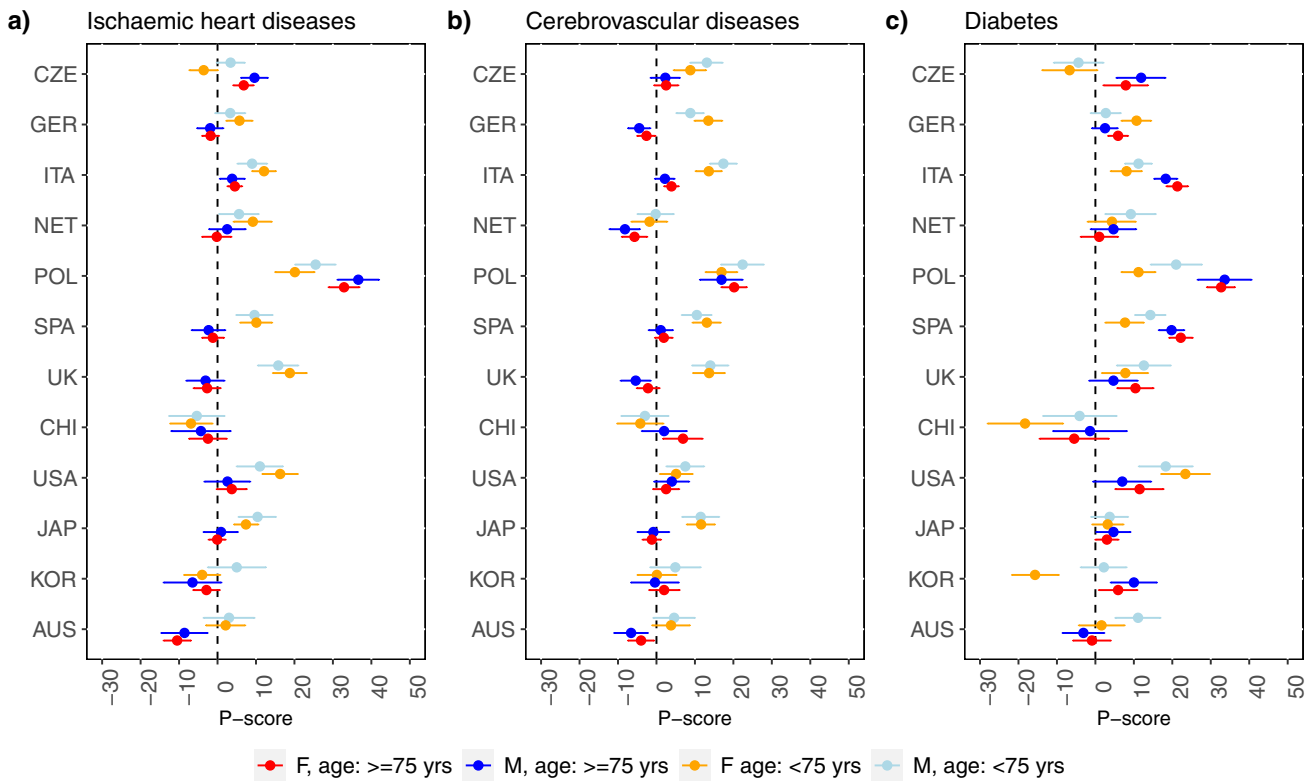 a) Ischaemic heart diseases
CZE
GER
ITA
NET
POL
SPA
UK
CHI
USA
JAP
KOR
AUS
−30
−20
−10
0
10
20
30
40
50
P−score
b) Cerebrovascular diseases
CZE
GER
ITA
NET
POL
SPA
UK
CHI
USA
JAP
KOR
AUS
−30
−20
−10
0
10
20
30
40
50
P−score
c) Diabetes
CZE
GER
ITA
NET
POL
SPA
UK
CHI
USA
JAP
KOR
AUS
−30
−20
−10
0
10
20
30
40
50
P−score
F, age: >=75 yrs M, age: >=75 yrs F age: <75 yrs M, age: <75 yrs